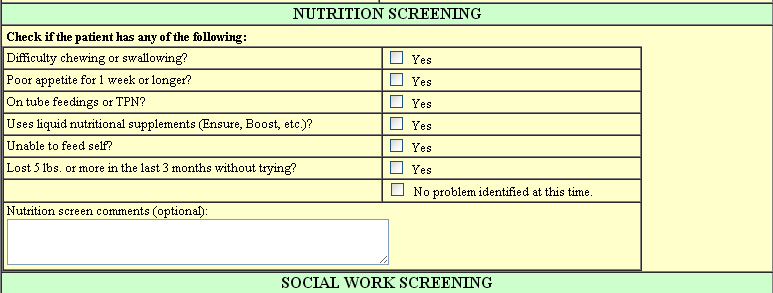 NUTRITION SCREENING
Check if the patient has any of the following:
Difficulty chewing or swallowing? Yes
Poor appetite for 1 week or longer? Yes
On tube feedings or TPN? Yes
Uses liquid nutritional supplements (Ensure, Boost, etc.)? Yes
Unable to feed self? Yes
Lost 5 lbs. or more in the last 3 months without trying? Yes
No problem identified at this time.
Nutrition screen comments (optional):
SOCIAL WORK SCREENING